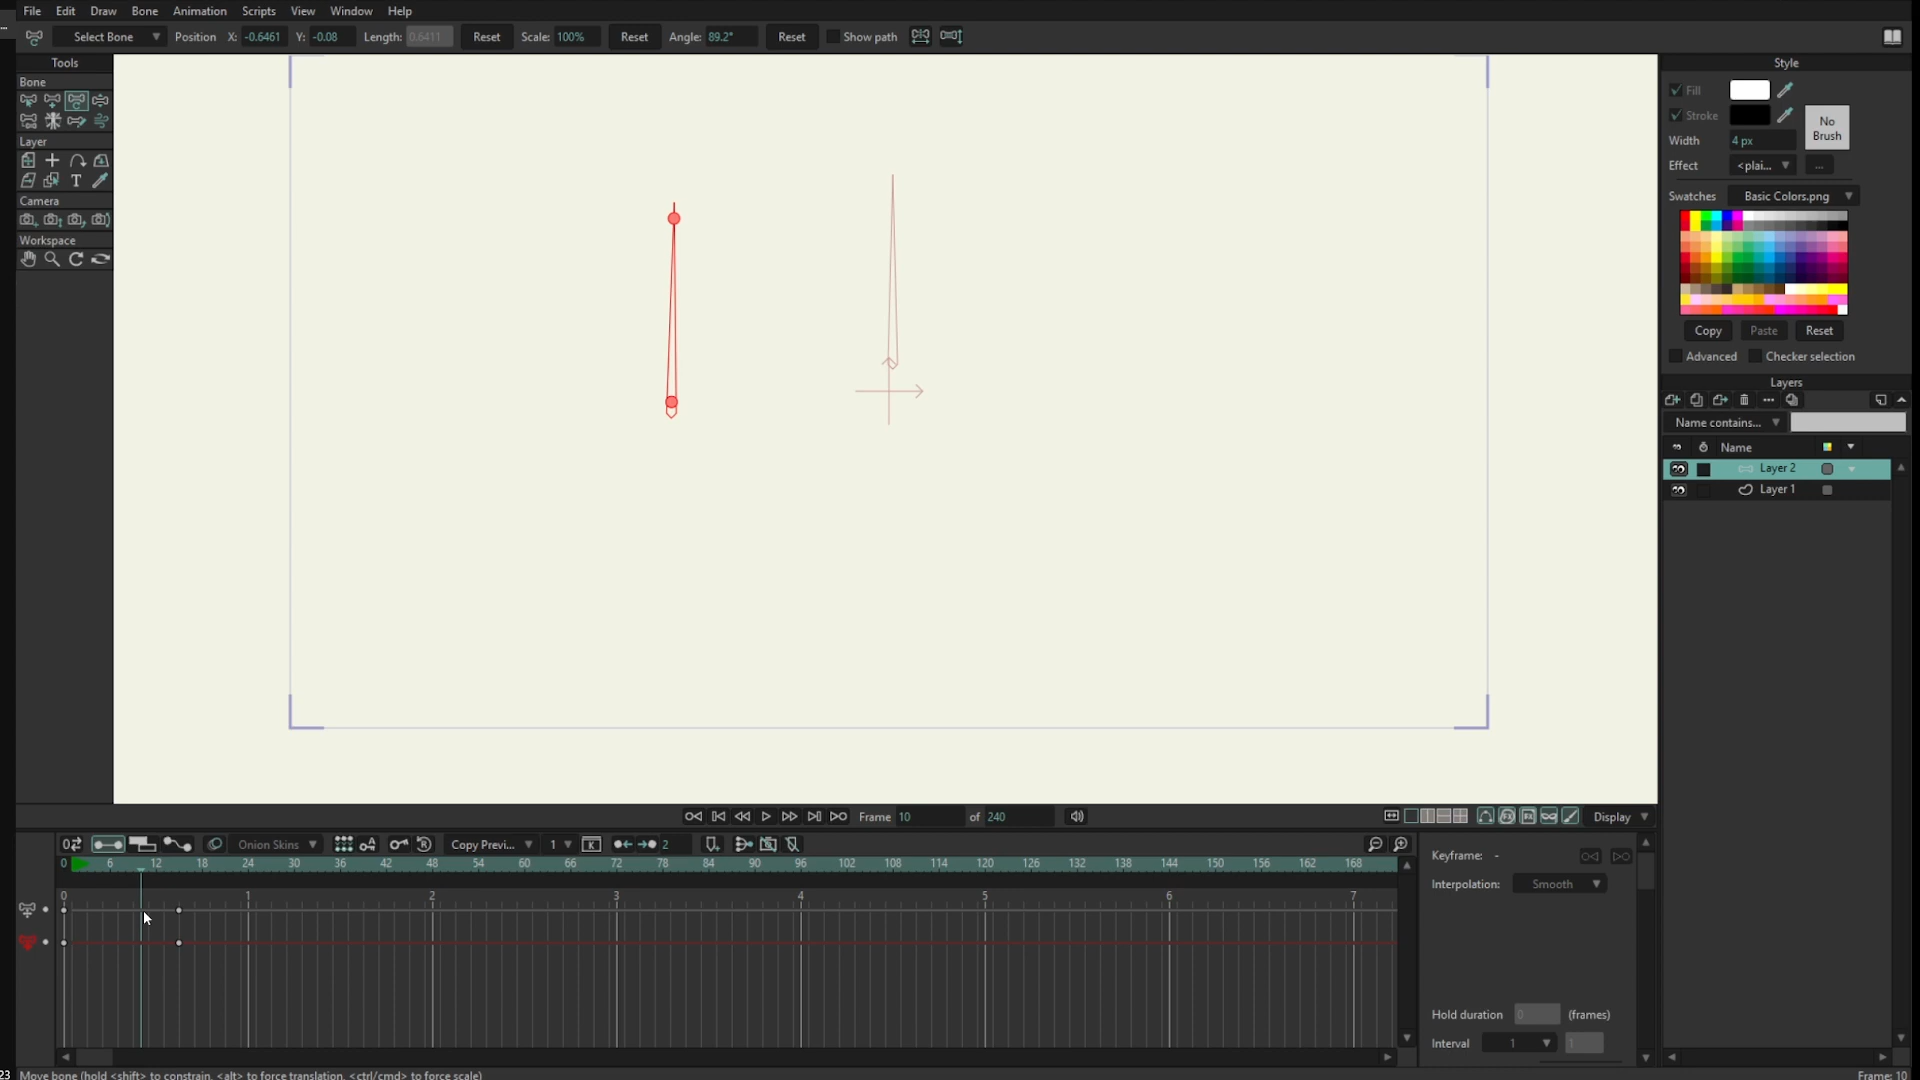 File Edit Draw Bone Animation Scripts View Window Help
Select Bone Position X: -0.6461 Y: -0.08 Length: 0.6411 Reset Scale: 100% Reset Angle: 89.2° Reset Show path
Tools
Bone
Layer
T
Camera
Workspace
Style
Fill
Stroke
No
Brush
Width 4 px
Effect <plai... ...
Swatches Basic Colors.png
Copy Paste Reset
Advanced Checker selection
Layers
Name contains...
Name
Layer 2
Layer 1
Frame 10 of 240
Display
Onion Skins Copy Previ... 1 2
0 6 12 18 24 30 36 42 48 54 60 66 72 78 84 90 96 102 108 114 120 126 132 138 144 150 156 162 168
0 1 2 3 4 5 6 7
Keyframe: -
Interpolation: Smooth
Hold duration 0 (frames)
Interval 1 1
23 Move bone (hold <shift> to constrain, <alt> to force translation, <ctrl/cmd> to force scale) Frame: 10